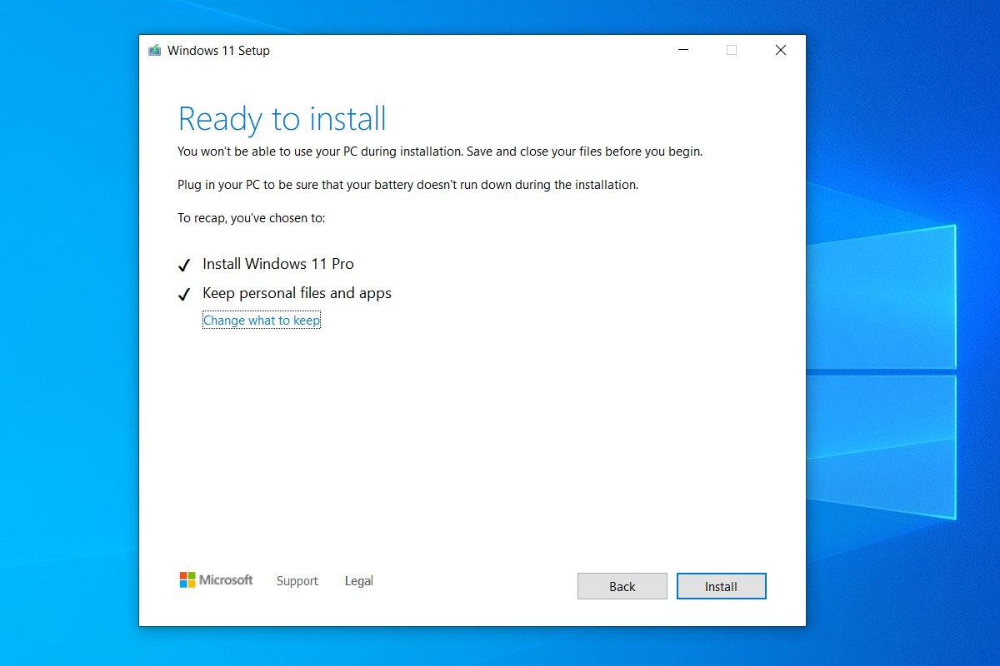 Windows 11 Setup
Ready to install
You won’t be able to use your PC during installation. Save and close your files before you begin.
Plug in your PC to be sure that your battery doesn't run down during the installation.
To recap, you’ve chosen to:
Install Windows 11 Pro
Keep personal files and apps
Change what to keep
Microsoft Support Legal Back Install